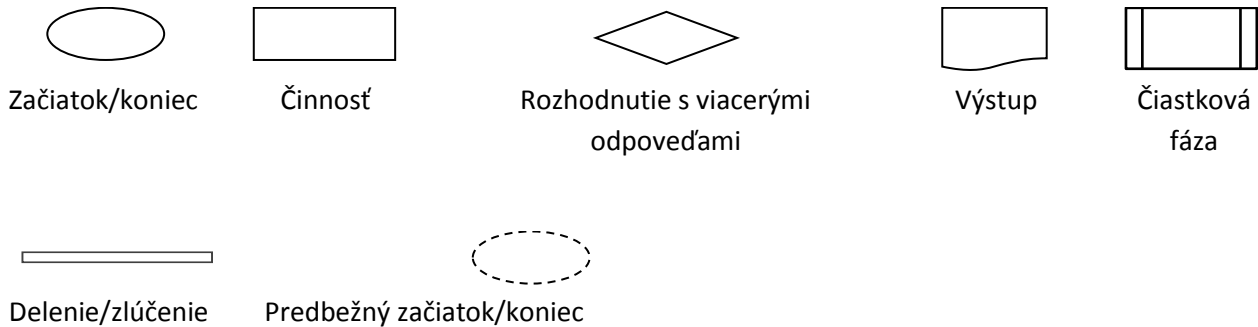 Začiatok/koniec Činnosť Rozhodnutie s viacerými Výstup Čiastková
odpoveďami fáza
Delenie/zlúčenie Predbežný začiatok/koniec